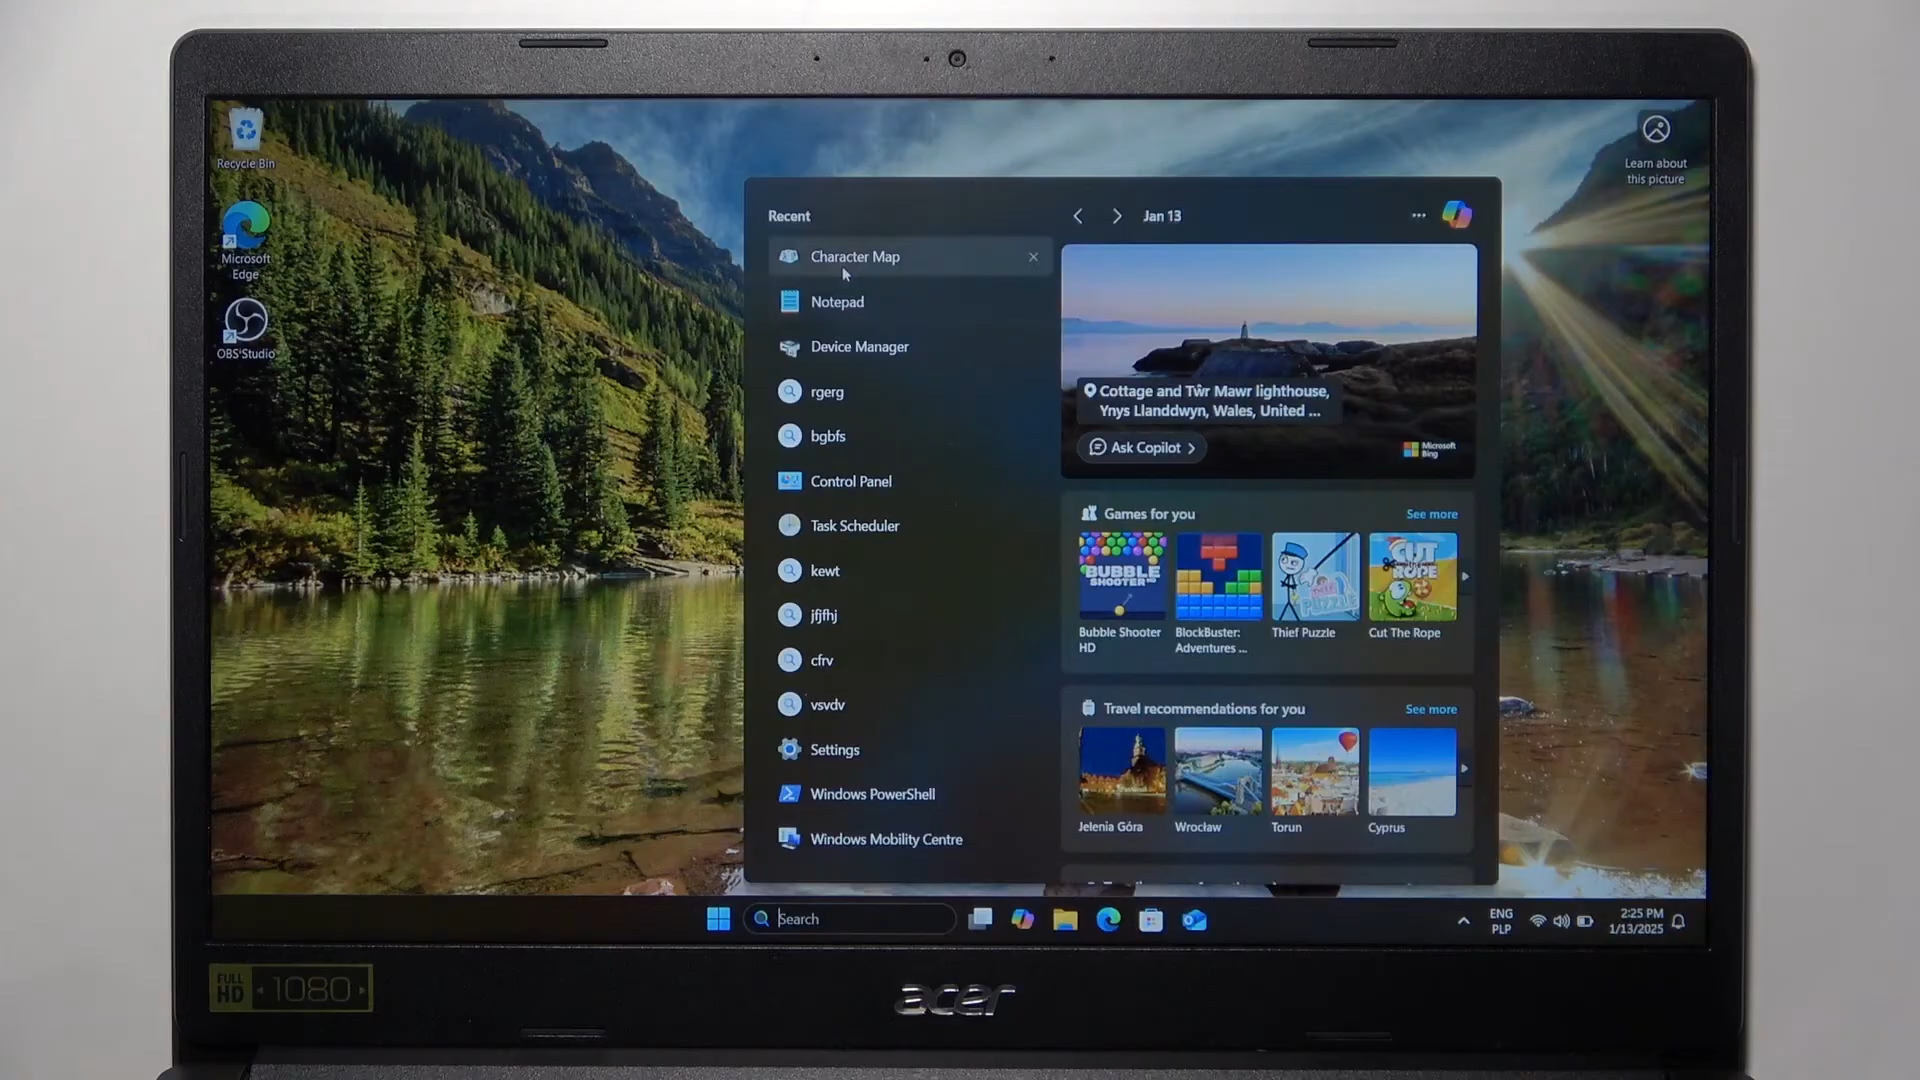 Recycle Bin
Microsoft
Edge
OBS Studio
Learn about
this picture
Recent
Character Map
Notepad
Device Manager
rgerg
bgbfs
Control Panel
Task Scheduler
kewt
jfjfhj
cfrv
vsvdv
Settings
Windows PowerShell
Windows Mobility Centre
Jan 13
Cottage and Tŵr Mawr lighthouse,
Ynys Llanddwyn, Wales, United ...
Ask Copilot
Microsoft
Bing
Games for you
See more
BUBBLE
SHOOTER HD
CUT
ROPE
Bubble Shooter
HD
BlockBuster:
Adventures ...
Thief Puzzle
Cut The Rope
Travel recommendations for you
See more
Jelenia Góra
Wrocław
Torun
Cyprus
Search
ENG
PLP
2:25 PM
1/13/2025
FULL
HD
1080
acer